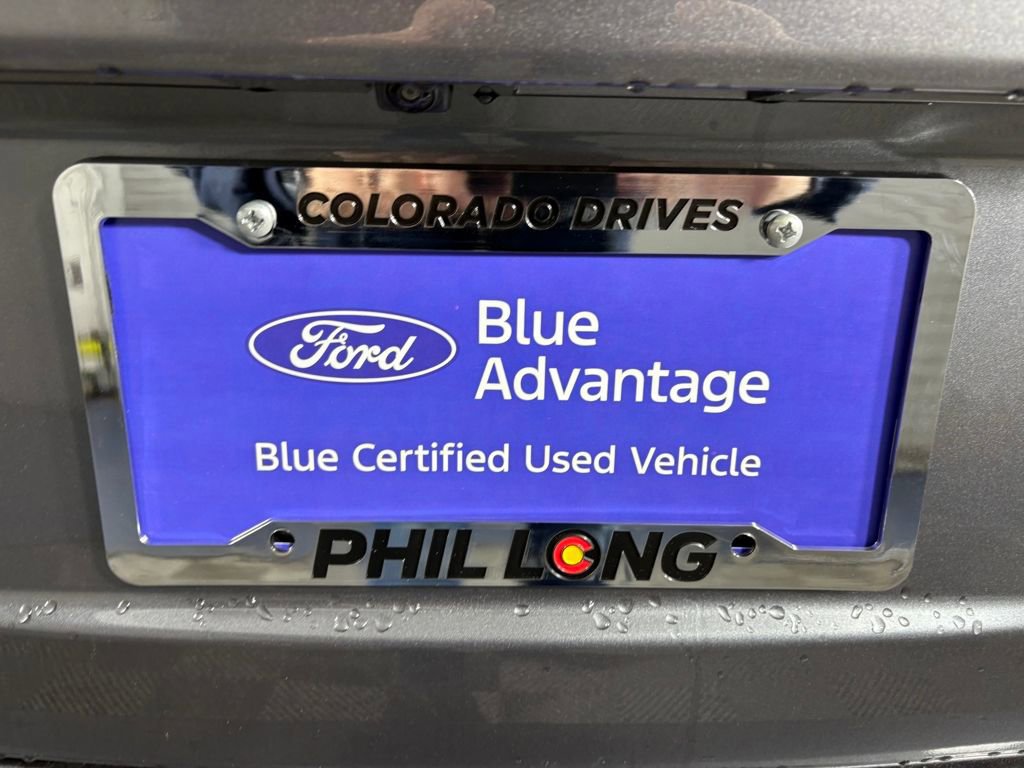 COLORADO DRIVES
Ford
Blue
Advantage
Blue Certified Used Vehicle
PHIL LONG